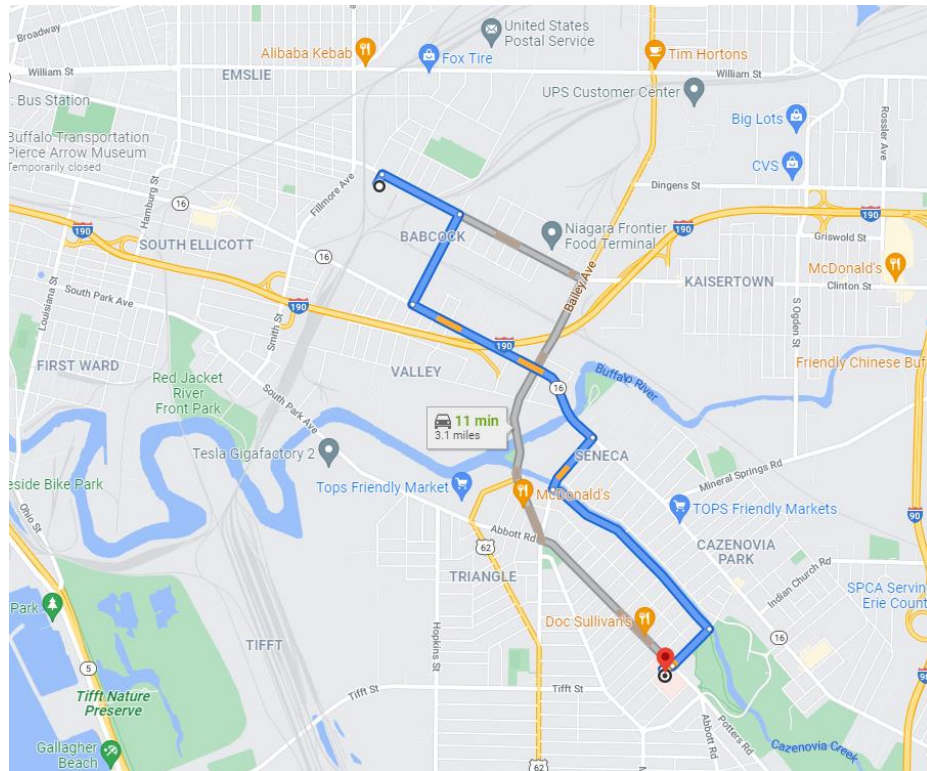 Broadway
United States
Postal Service
Alibaba Kebab
Fox Tire
Tim Hortons
William St
EMSLIE
William St
UPS Customer Center
Bus Station
Big Lots
Rossler Ave
Buffalo Transportation
Pierce Arrow Museum
Temporarily closed
CVS
Hamburg St
Fillmore Ave
Dingens St
16
190
190
SOUTH ELLICOTT
BABCOCK
Niagara Frontier
Food Terminal
190
Griswold St
16
McDonald's
Bailey Ave
KAISERTOWN
Clinton St
Louisiana St
South Park Ave
190
Smith St
S Ogden St
190
FIRST WARD
VALLEY
Friendly Chinese Buf
Red Jacket
River
Front Park
South Park Ave
16
Buffalo River
11 min
3.1 miles
Tesla Gigafactory 2
SENECA
Mineral Springs Rd
eside Bike Park
Tops Friendly Market
McDonald's
TOPS Friendly Markets
90
Ohio St
Abbott Rd
62
CAZENOVIA
PARK
TRIANGLE
Indian Church Rd
SPCA Servin
Erie Count
Park
Doc Sullivan's
Hopkins St
16
TIFFT
5
90
Tifft St
Tifft St
Tifft Nature
Preserve
Abbott Rd
Potters Rd
Gallagher
Beach
Cazenovia Creek
62